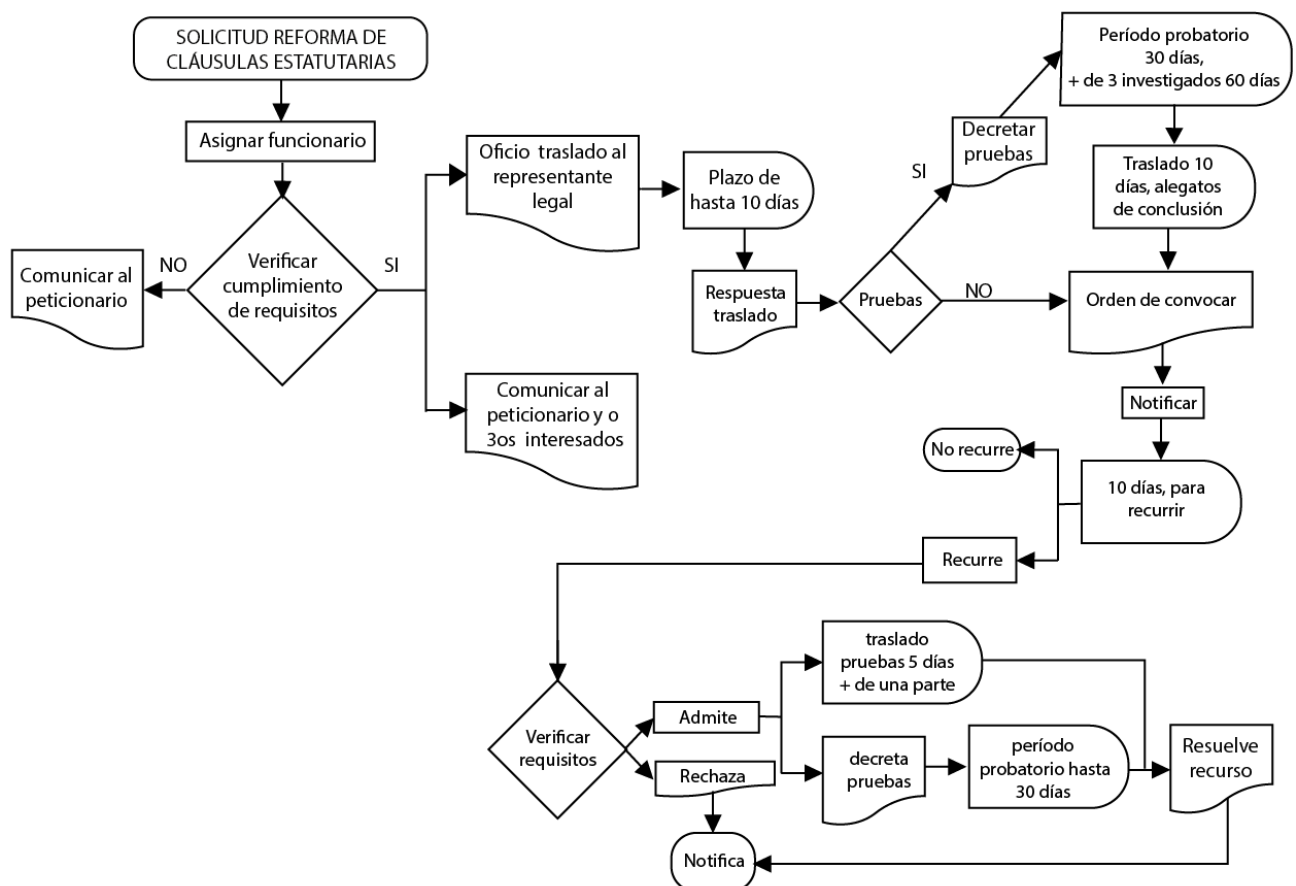 SOLICITUD REFORMA DE
CLÁUSULAS ESTATUTARIAS
Asignar funcionario
Verificar
cumplimiento
de requisitos
NO
Comunicar al
peticionario
SI
Oficio traslado al
representante
legal
Comunicar al
peticionario y o
3os interesados
Plazo de
hasta 10 días
Respuesta
traslado
Pruebas
SI
Decretar
pruebas
Período probatorio
30 días,
+ de 3 investigados 60 días
Traslado 10
días, alegatos
de conclusión
NO
Orden de convocar
Notificar
10 días, para
recurrir
No recurre
Recurre
Verificar
requisitos
Admite
Rechaza
traslado
pruebas 5 días
+ de una parte
decreta
pruebas
período
probatorio hasta
30 días
Resuelve
recurso
Notifica